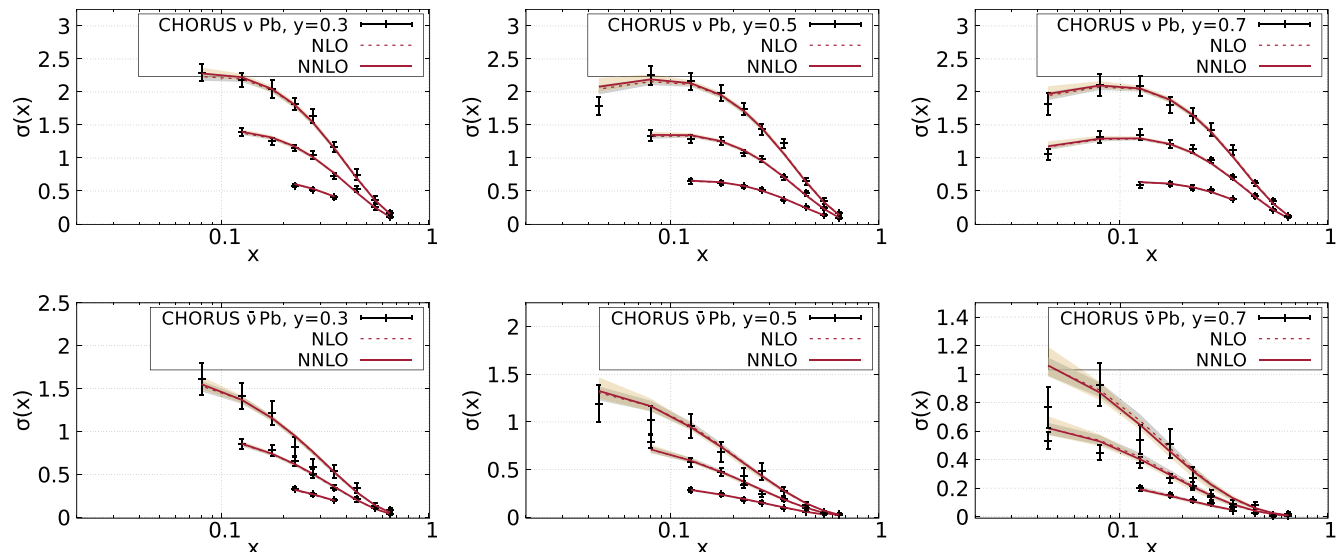 CHORUS ν Pb, y=0.3
NLO
NNLO
σ(x)
0
0.5
1
1.5
2
2.5
3
0.1
1
x
CHORUS ν Pb, y=0.5
NLO
NNLO
σ(x)
0
0.5
1
1.5
2
2.5
3
0.1
1
x
CHORUS ν Pb, y=0.7
NLO
NNLO
σ(x)
0
0.5
1
1.5
2
2.5
3
0.1
1
x
CHORUS ν̄ Pb, y=0.3
NLO
NNLO
σ(x)
0
0.5
1
1.5
2
2.5
0.1
1
x
CHORUS ν̄ Pb, y=0.5
NLO
NNLO
σ(x)
0
0.5
1
1.5
2
0.1
1
x
CHORUS ν̄ Pb, y=0.7
NLO
NNLO
σ(x)
0
0.2
0.4
0.6
0.8
1
1.2
1.4
0.1
1
x